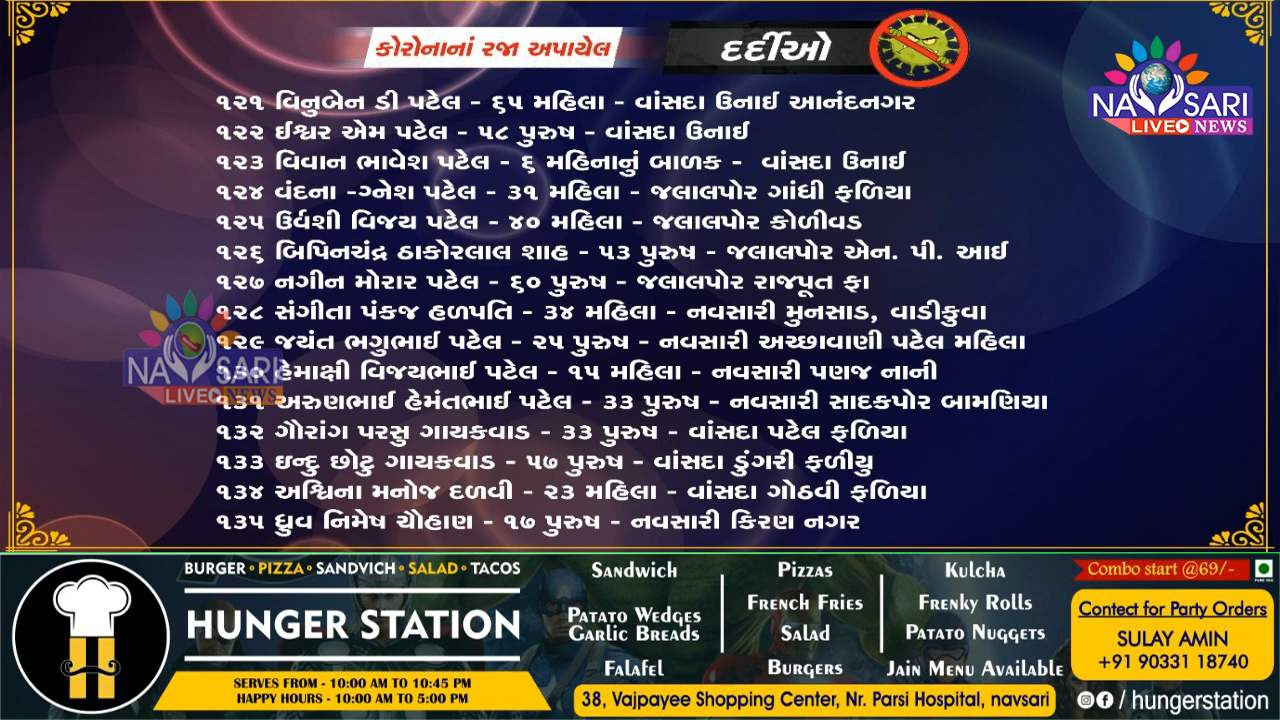 કોરોનાનાં રજા અપાયેલ દર્દીઓ
NAVSARI
LIVE NEWS
૧૨૧ વિનુબેન ડી પટેલ - ૬૫ મહિલા - વાંસદા ઉનાઈ આનંદનગર
૧૨૨ ઈશ્વર એમ પટેલ - ૫૮ પુરુષ - વાંસદા ઉનાઈ
૧૨૩ વિવાન ભાવેશ પટેલ - ૬ મહિનાનું બાળક - વાંસદા ઉનાઈ
૧૨૪ વંદના -ગ્નેશ પટેલ - ૩૧ મહિલા - જલાલપોર ગાંધી ફળિયા
૧૨૫ ઉર્વશી વિજય પટેલ - ૪૦ મહિલા - જલાલપોર કોળીવડ
૧૨૬ બિપિનચંદ્ર ઠાકોરલાલ શાહ - ૫૩ પુરુષ - જલાલપોર એન. પી. આઈ
૧૨૭ નગીન મોરાર પટેલ - ૬૦ પુરુષ - જલાલપોર રાજપૂત ફા
૧૨૮ સંગીતા પંકજ હળપતિ - ૩૪ મહિલા - નવસારી મુનસાડ, વાડીકુવા
૧૨૯ જયંત ભગુભાઈ પટેલ - ૨૫ પુરુષ - નવસારી અચ્છાવાણી પટેલ મહિલા
૧૩૦ હેમાક્ષી વિજયભાઈ પટેલ - ૧૫ મહિલા - નવસારી પણજ નાની
૧૩૧ અરુણભાઈ હેમંતભાઈ પટેલ - ૩૩ પુરુષ - નવસારી સાદકપોર બામણિયા
૧૩૨ ગૌરાંગ પરસુ ગાયકવાડ - ૩૩ પુરુષ - વાંસદા પટેલ ફળિયા
૧૩૩ ઇન્દુ છોટુ ગાયકવાડ - ૫૭ પુરુષ - વાંસદા ડુંગરી ફળીયુ
૧૩૪ અશ્વિના મનોજ દળવી - ૨૩ મહિલા - વાંસદા ગોઠવી ફળિયા
૧૩૫ ધ્રુવ નિમેષ ચૌહાણ - ૧૭ પુરુષ - નવસારી કિરણ નગર
NAVSARI
LIVE NEWS
BURGER • PIZZA • SANDVICH • SALAD • TACOS
HUNGER STATION
SERVES FROM - 10:00 AM TO 10:45 PM
HAPPY HOURS - 10:00 AM TO 5:00 PM
SANDWICH
PATATO WEDGES
GARLIC BREADS
FALAFEL
PIZZAS
FRENCH FRIES
SALAD
BURGERS
KULCHA
FRENKY ROLLS
PATATO NUGGETS
JAIN MENU AVAILABLE
38, Vajpayee Shopping Center, Nr. Parsi Hospital, navsari
Combo start @69/-
PURE VEG
Contect for Party Orders
SULAY AMIN
+91 90331 18740
/ hungerstation